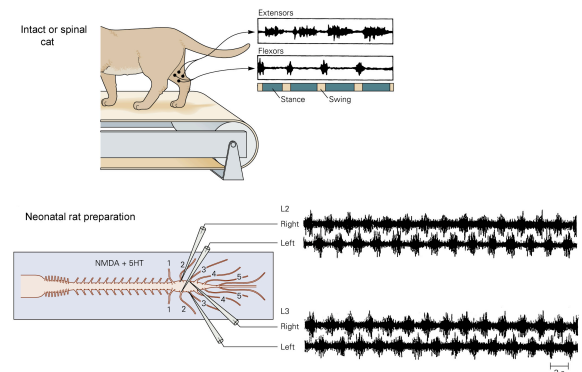 Intact or spinal
cat
Extensors
Flexors
Stance
Swing
Neonatal rat preparation
NMDA + 5HT
1
2
3
4
5
1
2
3
4
5
L2
Right
Left
L3
Right
Left